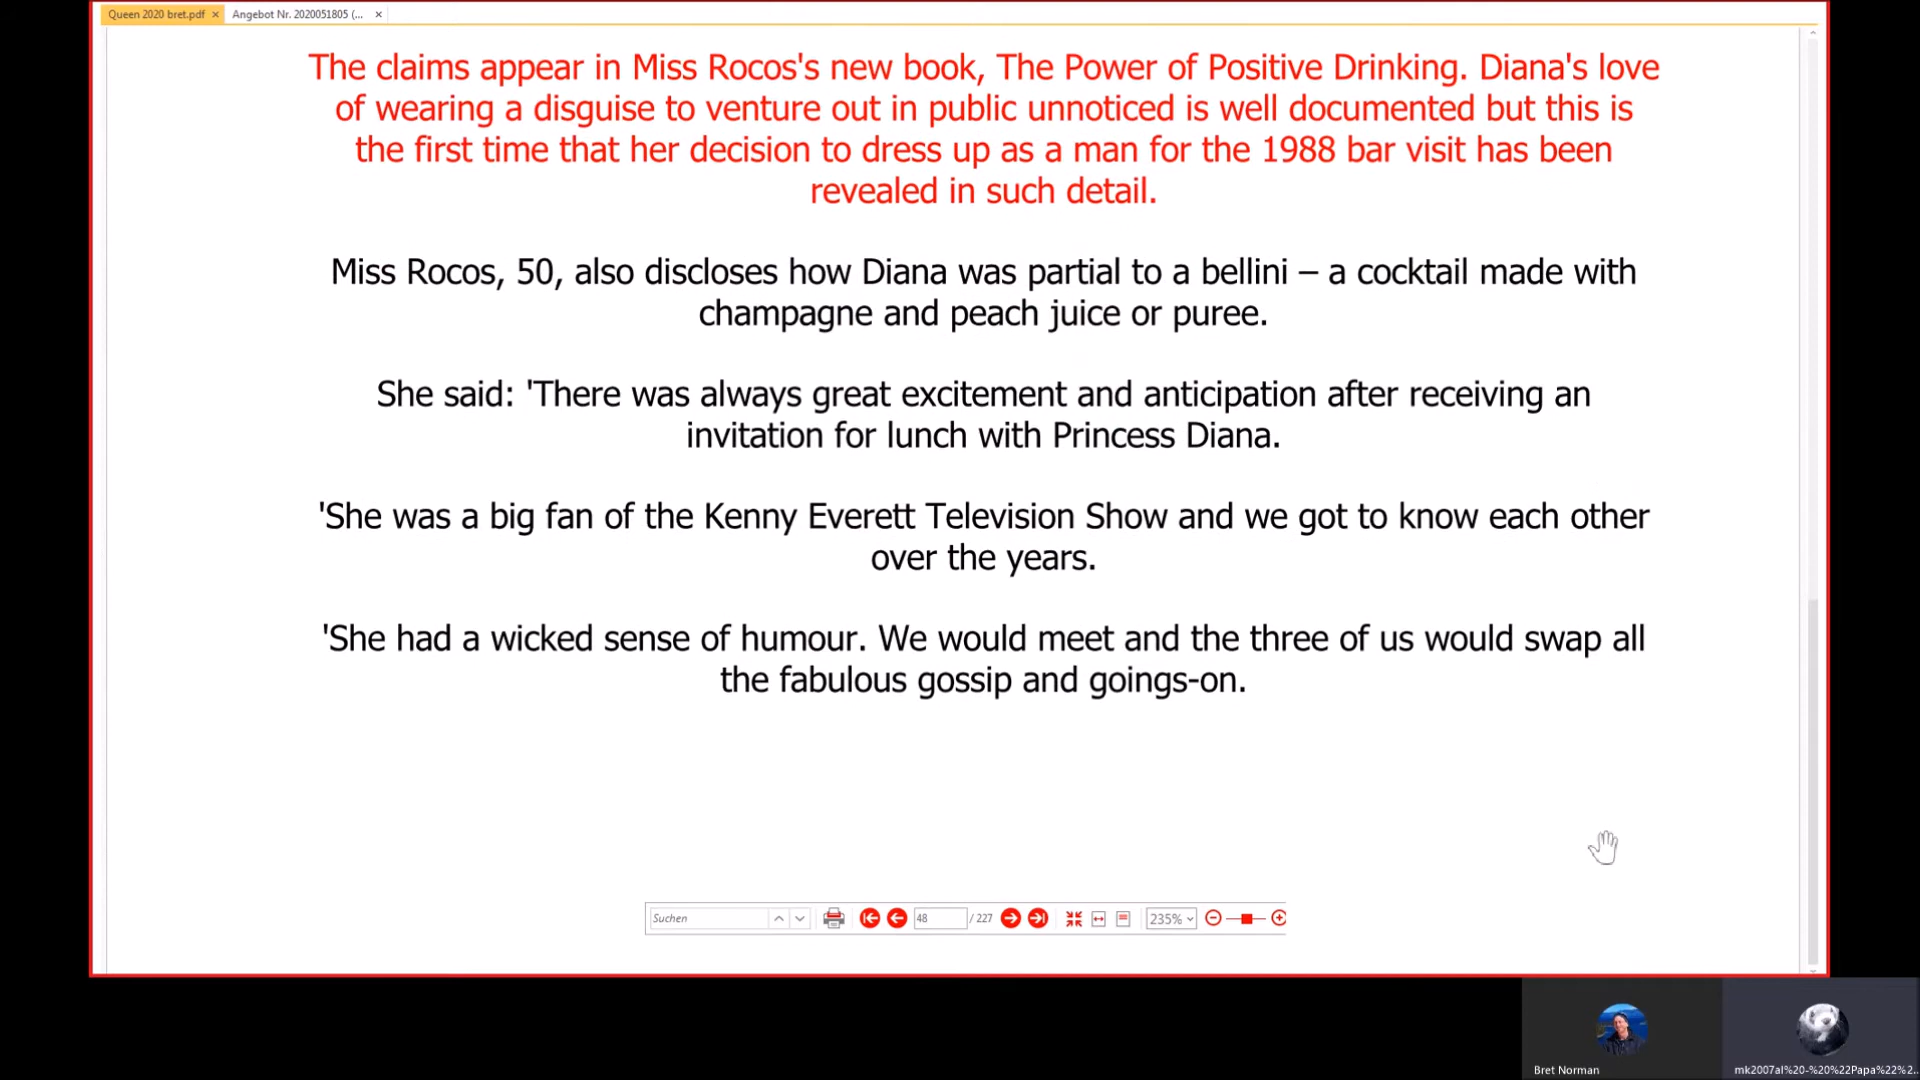 Queen 2020 bret.pdf × Angebot Nr. 2020051805 (... ×
The claims appear in Miss Rocos's new book, The Power of Positive Drinking. Diana's love
of wearing a disguise to venture out in public unnoticed is well documented but this is
the first time that her decision to dress up as a man for the 1988 bar visit has been
revealed in such detail.
Miss Rocos, 50, also discloses how Diana was partial to a bellini – a cocktail made with
champagne and peach juice or puree.
She said: 'There was always great excitement and anticipation after receiving an
invitation for lunch with Princess Diana.
'She was a big fan of the Kenny Everett Television Show and we got to know each other
over the years.
'She had a wicked sense of humour. We would meet and the three of us would swap all
the fabulous gossip and goings-on.
Suchen 48 / 227 235%
Bret Norman mk2007al%20-%20%22Papa%22%2...